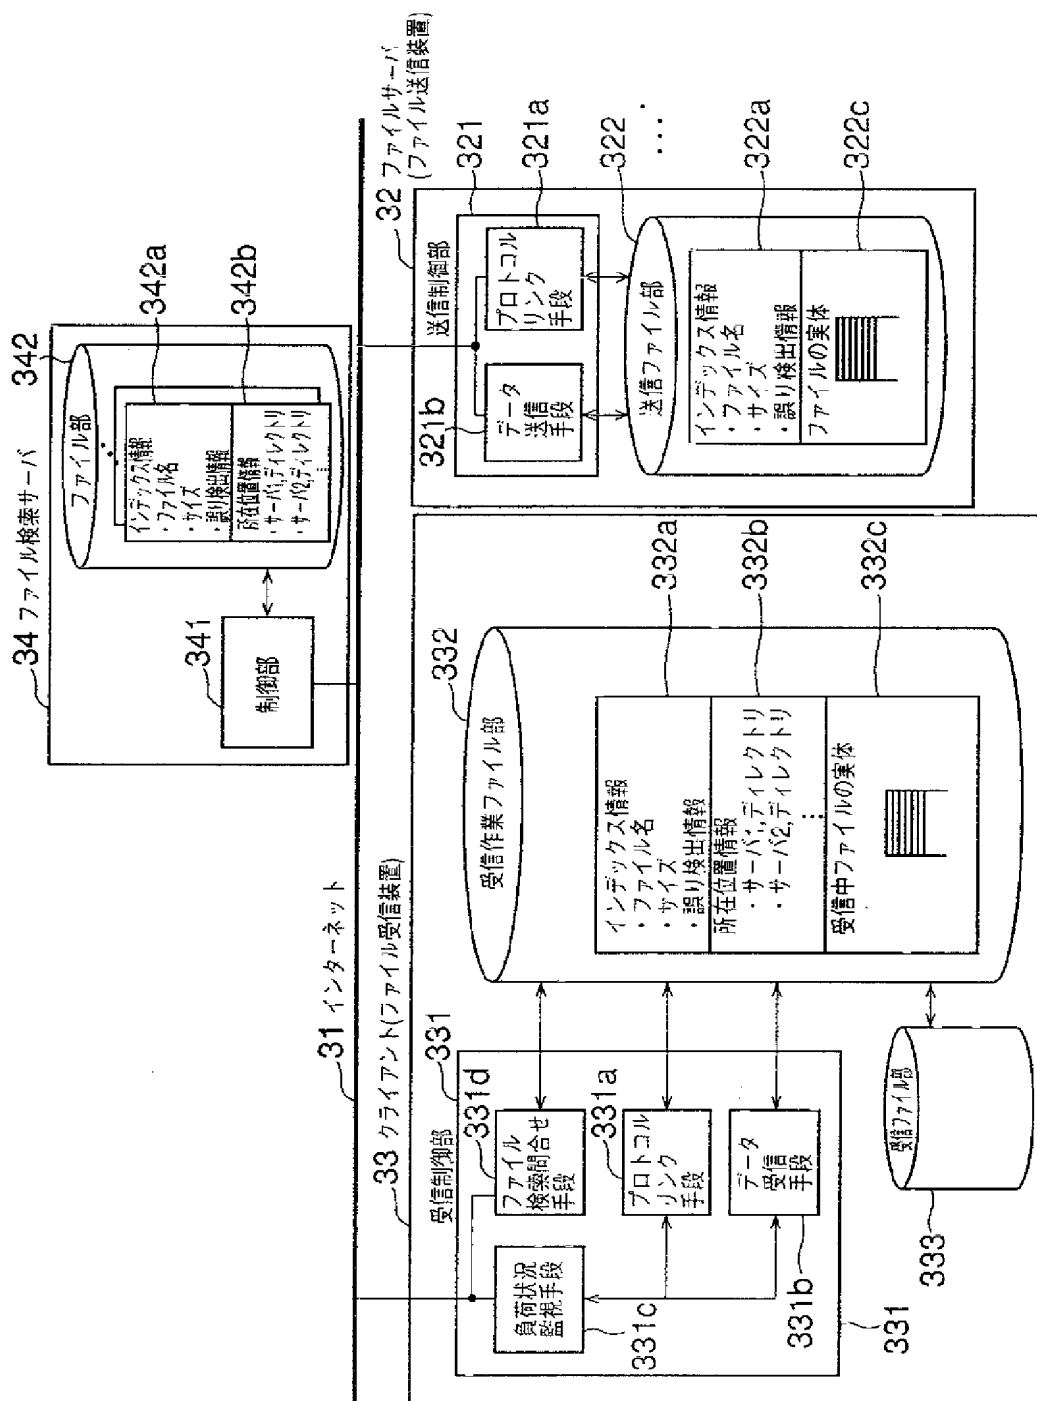 34 ファイル検索サーバ
342
ファイル部
インデックス情報
・ファイル名
・サイズ
・誤り検出情報
所在位置情報
・サーバ1,ディレクトリ
・サーバ2,ディレクトリ
342a
342b
341
制御部
31 インターネット
33 クライアント(ファイル受信装置)
受信制御部
331
331d
ファイル
検索問合せ
手段
負荷状況
監視手段
331c
331a
プロトコル
リンク
手段
データ
受信
手段
331b
331
332
受信作業ファイル部
インデックス情報
・ファイル名
・サイズ
・誤り検出情報
所在位置情報
・サーバ1,ディレクトリ
・サーバ2,ディレクトリ
受信中ファイルの実体
332a
332b
332c
受信ファイル部
333
32 ファイルサーバ
(ファイル送信装置)
送信制御部
321
321a
プロトコル
リンク
手段
321b
データ
送信
手段
322
送信ファイル部
インデックス情報
・ファイル名
・サイズ
・誤り検出情報
ファイルの実体
322a
322c